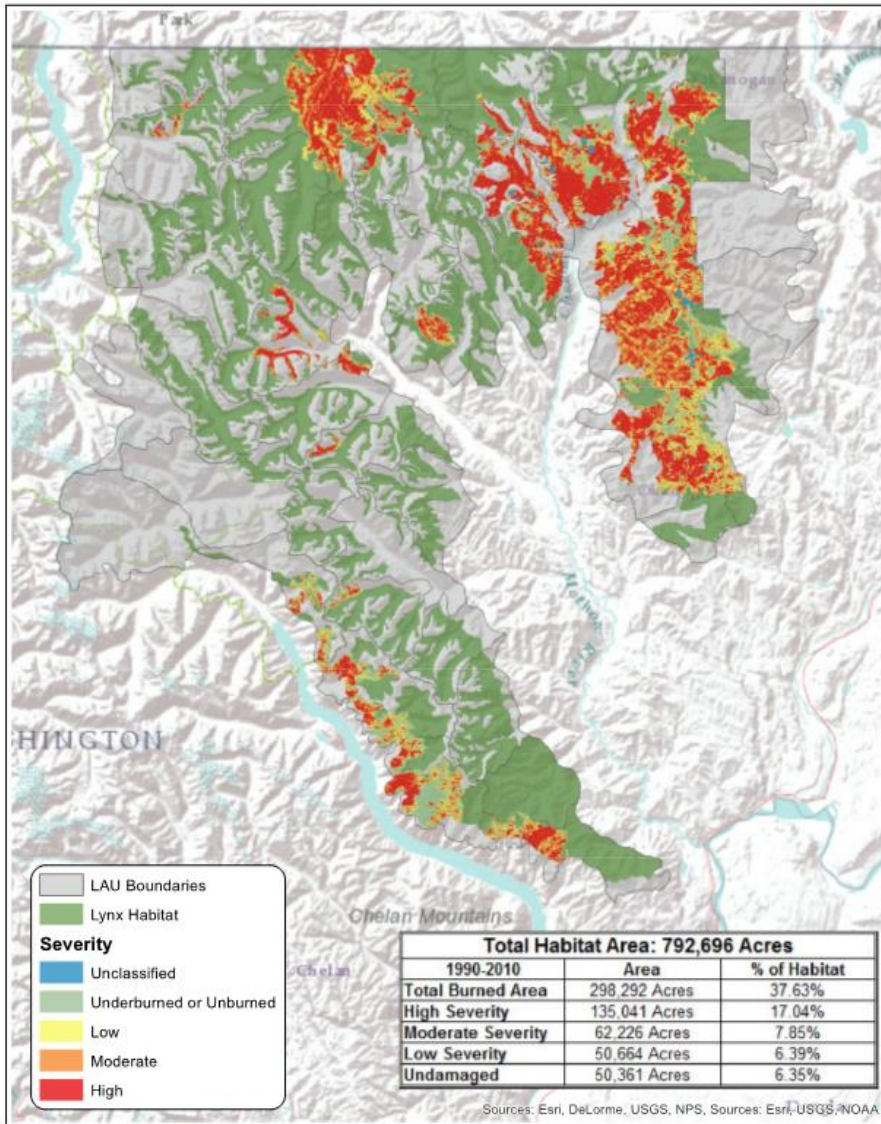 Park
SHINGTON
Methow River
Chelan Mountains
Chelan
LAU Boundaries
Lynx Habitat
Severity
Unclassified
Underburned or Unburned
Low
Moderate
High
Total Habitat Area: 792,696 Acres
1990-2010 Area % of Habitat
Total Burned Area 298,292 Acres 37.63%
High Severity 135,041 Acres 17.04%
Moderate Severity 62,226 Acres 7.85%
Low Severity 50,664 Acres 6.39%
Undamaged 50,361 Acres 6.35%
Sources: Esri, DeLorme, USGS, NPS, Sources: Esri, USGS, NOAA